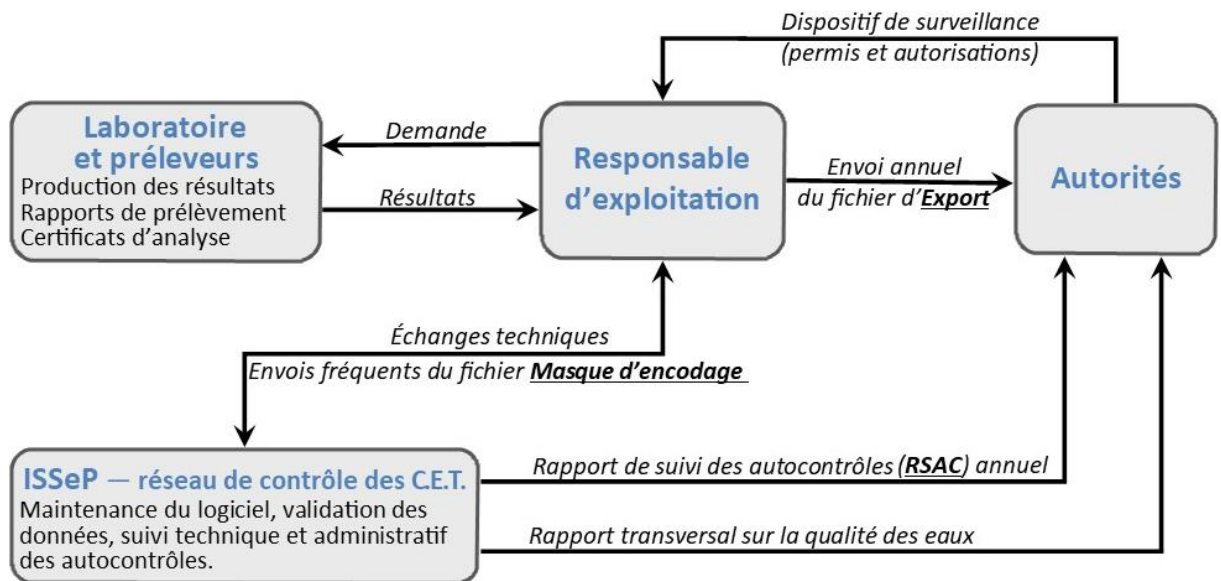 Dispositif de surveillance
(permis et autorisations)
Laboratoire
et préleveurs
Production des résultats
Rapports de prélèvement
Certificats d'analyse
Demande
Résultats
Responsable
d'exploitation
Envoi annuel
du fichier d'Export
Autorités
Échanges techniques
Envois fréquents du fichier Masque d'encodage
ISSeP — réseau de contrôle des C.E.T.
Maintenance du logiciel, validation des
données, suivi technique et administratif
des autocontrôles.
Rapport de suivi des autocontrôles (RSAC) annuel
Rapport transversal sur la qualité des eaux